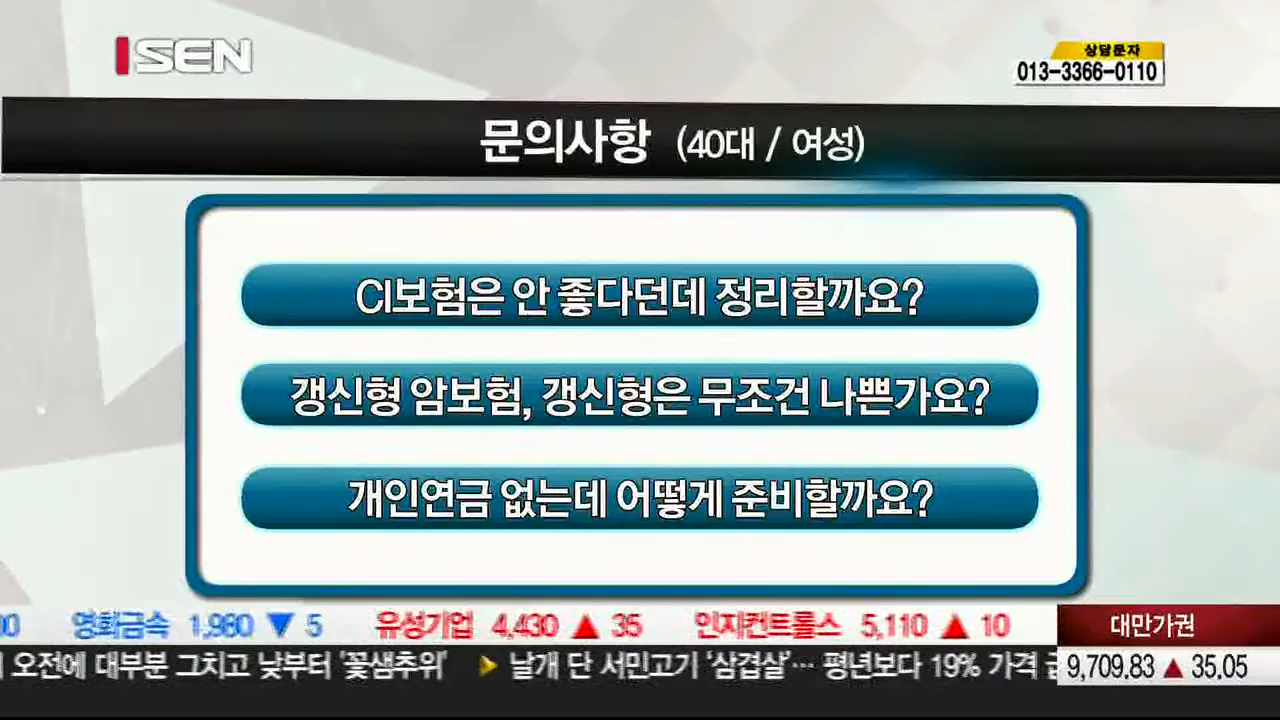 SEN
상담문자
013-3366-0110
문의사항 (40대 / 여성)
CI보험은 안 좋다던데 정리할까요?
갱신형 암보험, 갱신형은 무조건 나쁜가요?
개인연금 없는데 어떻게 준비할까요?
영화금속 1,980 ▼ 5 유성기업 4,430 ▲ 35 인지컨트롤스 5,110 ▲ 10
대만가권
오전에 대부분 그치고 낮부터 '꽃샘추위' ▶ 날개 단 서민고기 '삼겹살'… 평년보다 19% 가격
9,709.83 ▲ 35.05